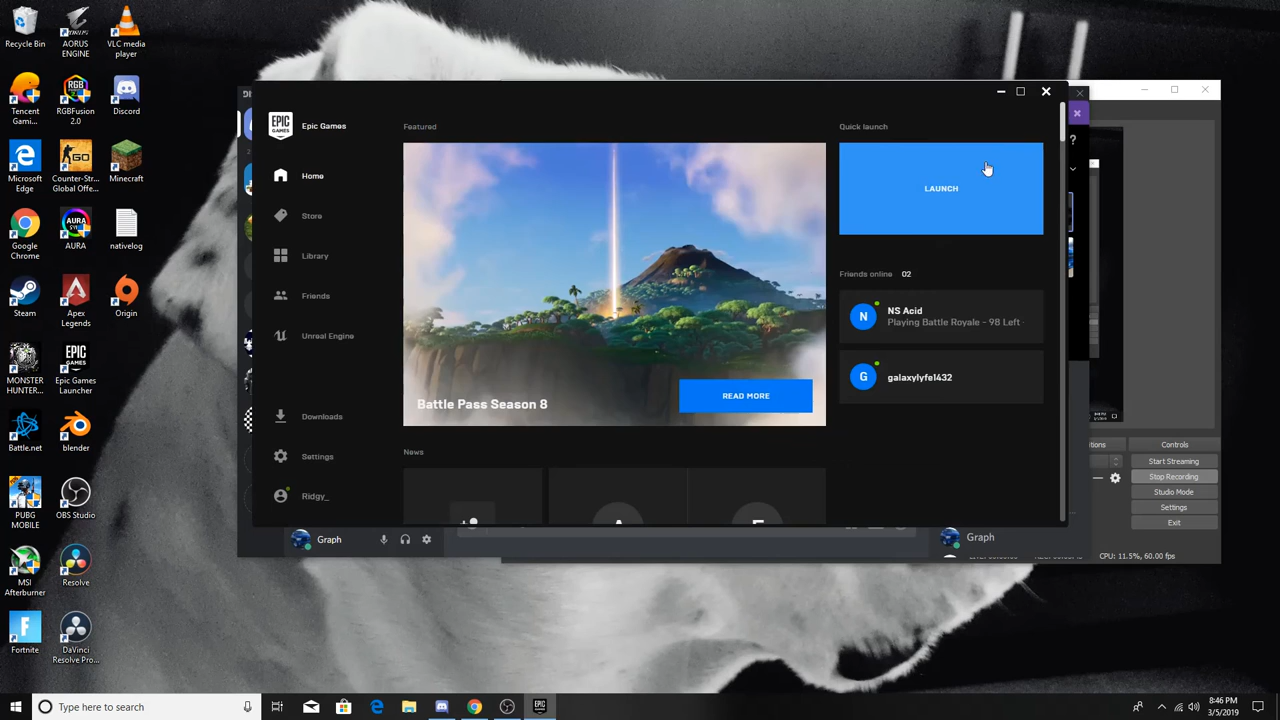 Recycle Bin
AORUS
ENGINE
VLC media
player
Tencent
Gami...
RGBFusion
2.0
Discord
Microsoft
Edge
Counter-Str...
Global Offe...
Minecraft
Google
Chrome
AURA
nativelog
Steam
Apex
Legends
Origin
MONSTER
HUNTER...
Epic Games
Launcher
Battle.net
blender
PUBG
MOBILE
OBS Studio
MSI
Afterburner
Resolve
Fortnite
DaVinci
Resolve Pro...
EPIC
GAMES
Epic Games
Home
Store
Library
Friends
Unreal Engine
Downloads
Settings
Ridgy_
Featured
Battle Pass Season 8
READ MORE
News
Quick launch
LAUNCH
Friends online 02
N
NS Acid
Playing Battle Royale - 98 Left
G
galaxylyfe1432
Graph
Graph
Controls
Start Streaming
Stop Recording
Studio Mode
Settings
Exit
CPU: 11.5%, 60.00 fps
Type here to search
8:46 PM
3/5/2019